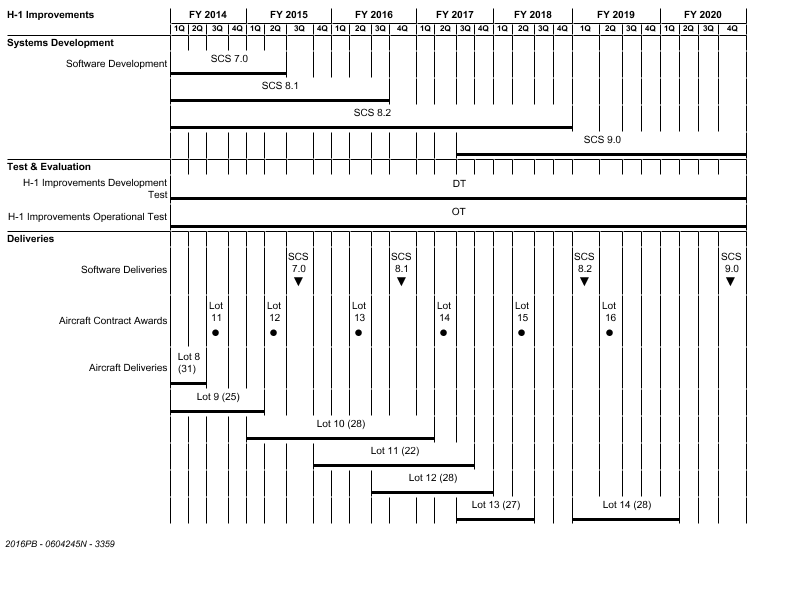 H-1 Improvements FY 2014 FY 2015 FY 2016 FY 2017 FY 2018 FY 2019 FY 2020
1Q 2Q 3Q 4Q 1Q 2Q 3Q 4Q 1Q 2Q 3Q 4Q 1Q 2Q 3Q 4Q 1Q 2Q 3Q 4Q 1Q 2Q 3Q 4Q 1Q 2Q 3Q 4Q
Systems Development
Software Development SCS 7.0
SCS 8.1
SCS 8.2
SCS 9.0
Test & Evaluation
H-1 Improvements Development
Test
DT
H-1 Improvements Operational Test OT
Deliveries
Software Deliveries
SCS
7.0
SCS
8.1
SCS
8.2
SCS
9.0
Aircraft Contract Awards
Lot
11
Lot
12
Lot
13
Lot
14
Lot
15
Lot
16
Aircraft Deliveries
Lot 8
(31)
Lot 9 (25)
Lot 10 (28)
Lot 11 (22)
Lot 12 (28)
Lot 13 (27) Lot 14 (28)
2016PB - 0604245N - 3359